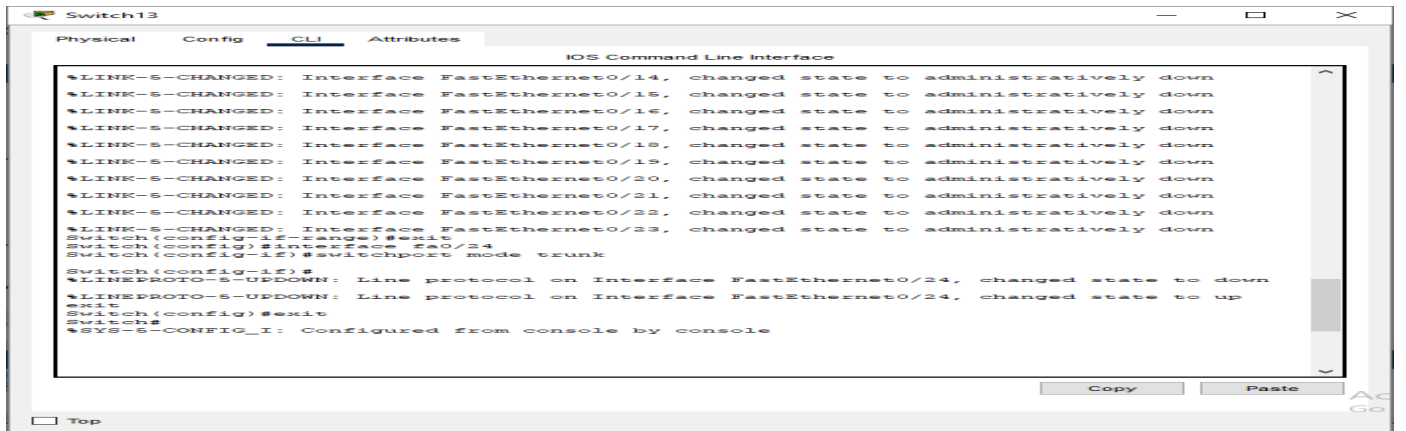 Switch13
Physical Config CLI Attributes
IOS Command Line Interface
%LINK-5-CHANGED: Interface FastEthernet0/14, changed state to administratively down
%LINK-5-CHANGED: Interface FastEthernet0/15, changed state to administratively down
%LINK-5-CHANGED: Interface FastEthernet0/16, changed state to administratively down
%LINK-5-CHANGED: Interface FastEthernet0/17, changed state to administratively down
%LINK-5-CHANGED: Interface FastEthernet0/18, changed state to administratively down
%LINK-5-CHANGED: Interface FastEthernet0/19, changed state to administratively down
%LINK-5-CHANGED: Interface FastEthernet0/20, changed state to administratively down
%LINK-5-CHANGED: Interface FastEthernet0/21, changed state to administratively down
%LINK-5-CHANGED: Interface FastEthernet0/22, changed state to administratively down
%LINK-5-CHANGED: Interface FastEthernet0/23, changed state to administratively down
Switch(config-if-range)#exit
Switch(config)#interface fa0/24
Switch(config-if)#switchport mode trunk
Switch(config-if)#
%LINEPROTO-5-UPDOWN: Line protocol on Interface FastEthernet0/24, changed state to down
%LINEPROTO-5-UPDOWN: Line protocol on Interface FastEthernet0/24, changed state to up
exit
Switch(config)#exit
Switch#
%SYS-5-CONFIG_I: Configured from console by console
Copy Paste
Ac
Go
Top